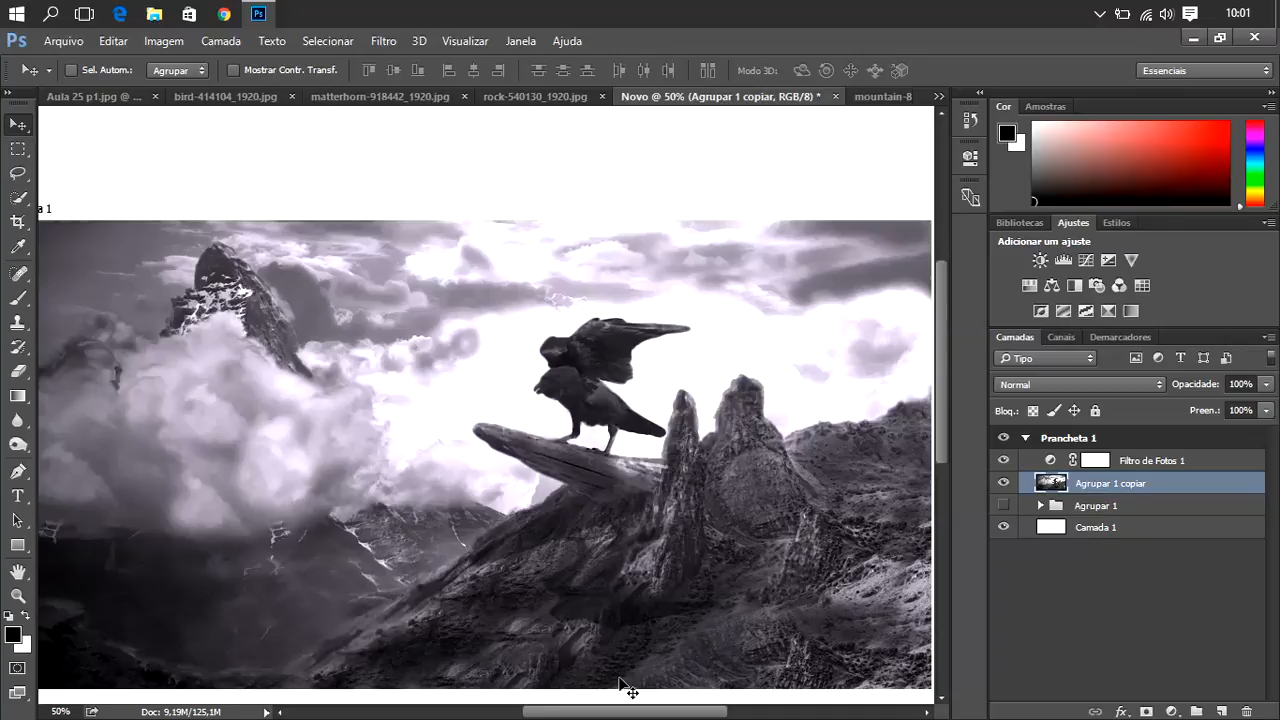 Ps 10:01
Ps Arquivo Editar Imagem Camada Texto Selecionar Filtro 3D Visualizar Janela Ajuda
Sel. Autom.: Agrupar Mostrar Contr. Transf. Modo 3D: Essenciais
Aula 25 p1.jpg @ ... × bird-414104_1920.jpg × matterhorn-918442_1920.jpg × rock-540130_1920.jpg × Novo @ 50% (Agrupar 1 copiar, RGB/8) * × mountain-8 >>
Cor Amostras
a 1
Bibliotecas Ajustes Estilos
Adicionar um ajuste
Camadas Canais Demarcadores
Tipo
Normal Opacidade: 100%
Bloq.: Preen.: 100%
Prancheta 1
Filtro de Fotos 1
Agrupar 1 copiar
Agrupar 1
Camada 1
50% Doc: 9,19M/125,1M fx